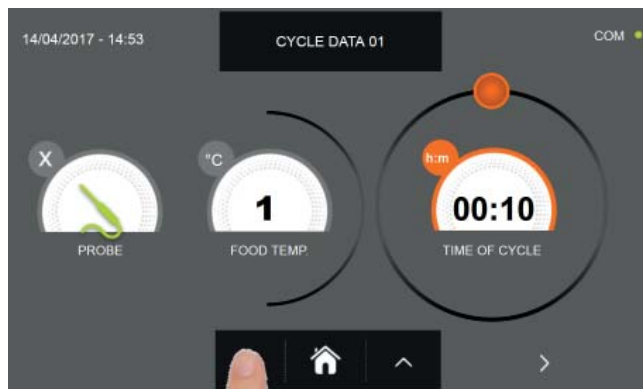 14/04/2017 - 14:53
CYCLE DATA 01
COM
X
°C
h:m
1
00:10
PROBE
FOOD TEMP.
TIME OF CYCLE